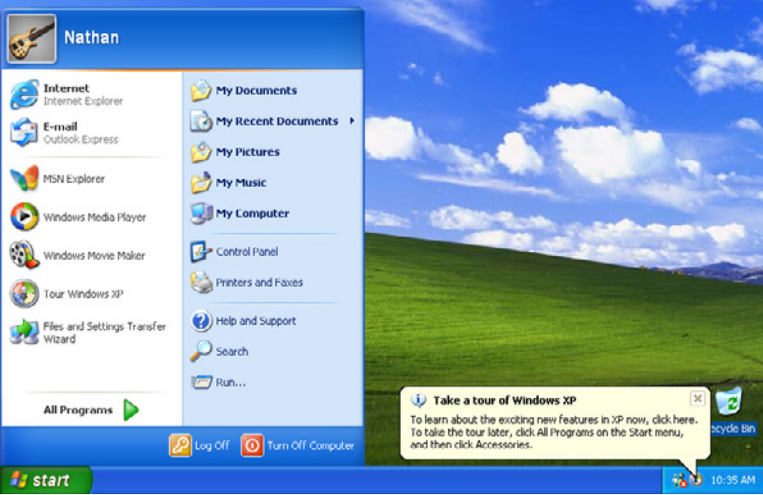 Nathan
Internet
Internet Explorer
E-mail
Outlook Express
MSN Explorer
Windows Media Player
Windows Movie Maker
Tour Windows XP
Files and Settings Transfer
Wizard
All Programs
My Documents
My Recent Documents
My Pictures
My Music
My Computer
Control Panel
Printers and Faxes
Help and Support
Search
Run...
Log Off
Turn Off Computer
Take a tour of Windows XP
To learn about the exciting new features in XP now, click here.
To take the tour later, click All Programs on the Start menu,
and then click Accessories.
ecycle Bin
start
10:35 AM